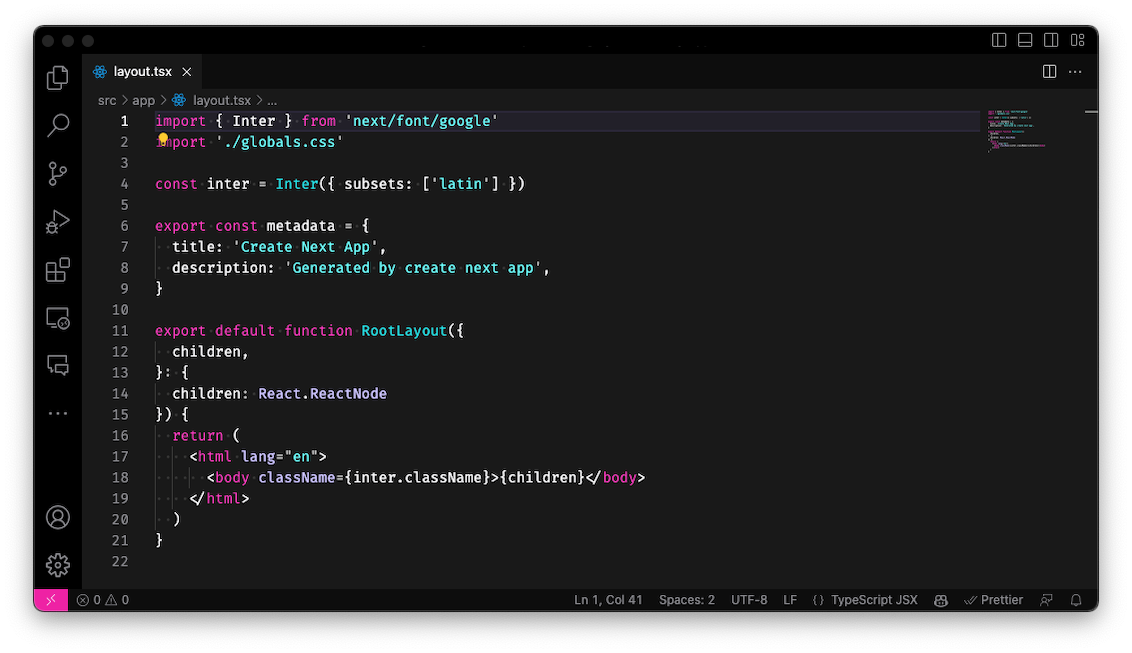 layout.tsx
src > app > layout.tsx > ...
1 import { Inter } from 'next/font/google'
2 import './globals.css'
3
4 const inter = Inter({ subsets: ['latin'] })
5
6 export const metadata = {
7   title: 'Create Next App',
8   description: 'Generated by create next app',
9 }
10
11 export default function RootLayout({
12   children,
13 }: {
14   children: React.ReactNode
15 }) {
16   return (
17     <html lang="en">
18       <body className={inter.className}>{children}</body>
19     </html>
20   )
21 }
22
0 0 Ln 1, Col 41 Spaces: 2 UTF-8 LF {} TypeScript JSX Prettier